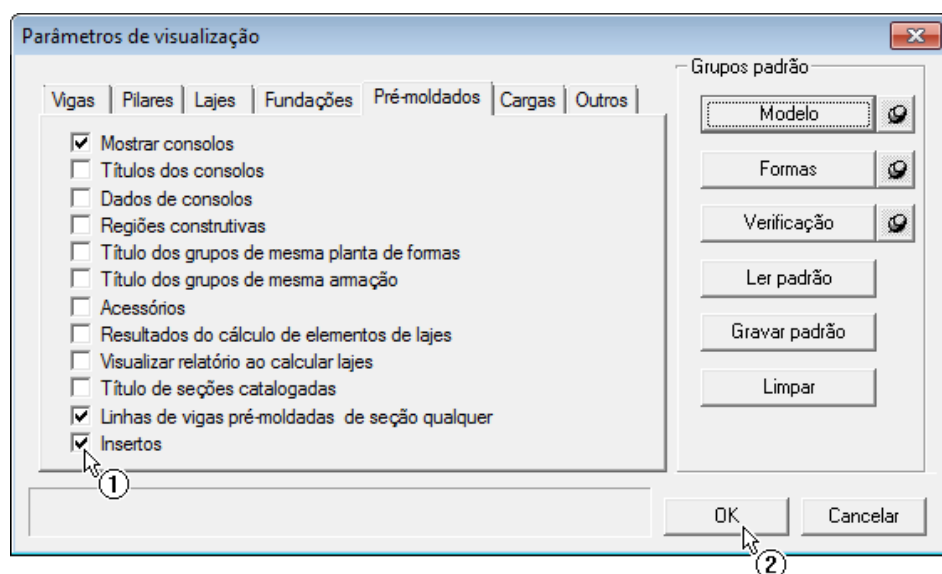 Parâmetros de visualização
Grupos padrão
Vigas Pilares Lajes Fundações Pré-moldados Cargas Outros
Mostrar consolos
Títulos dos consolos
Dados de consolos
Regiões construtivas
Título dos grupos de mesma planta de formas
Título dos grupos de mesma armação
Acessórios
Resultados do cálculo de elementos de lajes
Visualizar relatório ao calcular lajes
Título de seções catalogadas
Linhas de vigas pré-moldadas de seção qualquer
Insertos
1
Modelo
Formas
Verificação
Ler padrão
Gravar padrão
Limpar
OK Cancelar
2